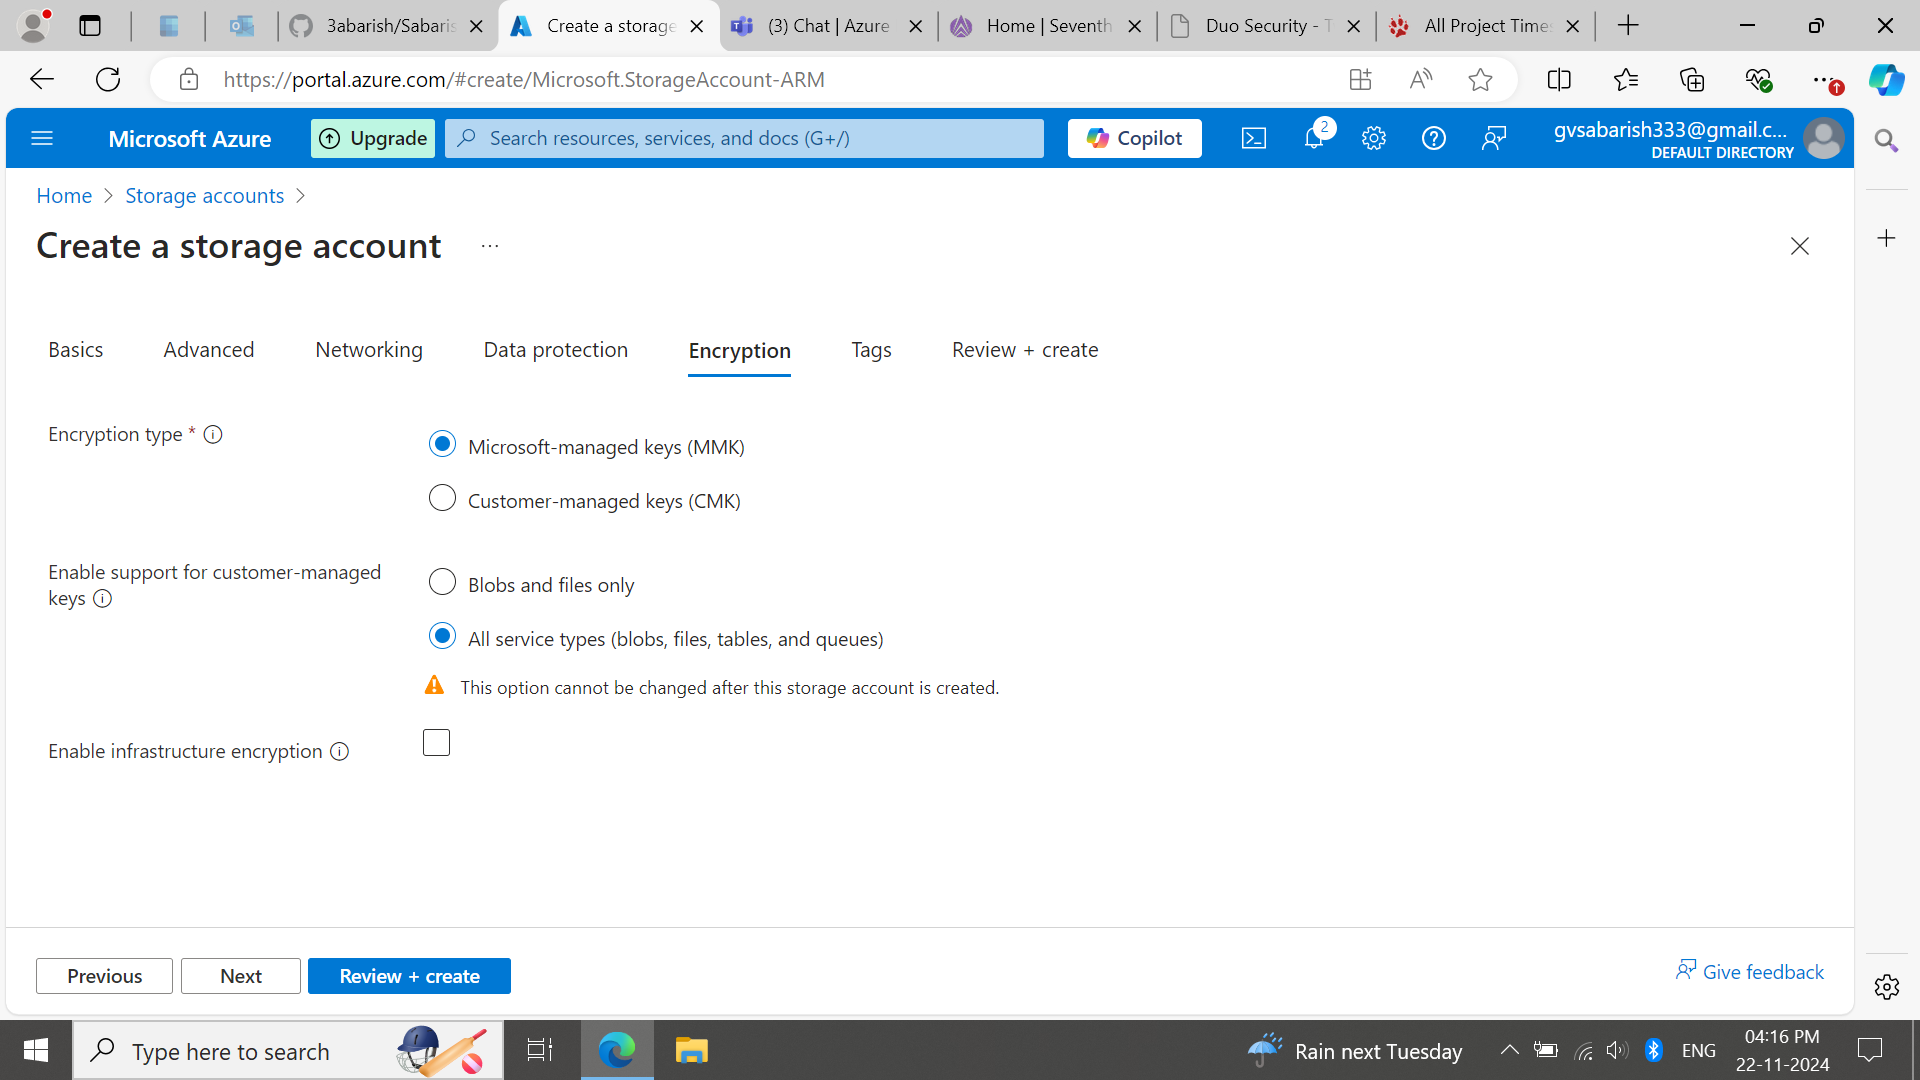 3abarish/Sabaris
Create a storage
(3) Chat | Azure
Home | Seventh
Duo Security - T
All Project Time
https://portal.azure.com/#create/Microsoft.StorageAccount-ARM
Microsoft Azure
Upgrade
Search resources, services, and docs (G+/)
Copilot
2
gvsabarish333@gmail.c...
DEFAULT DIRECTORY
Home
Storage accounts
Create a storage account
Basics
Advanced
Networking
Data protection
Encryption
Tags
Review + create
Encryption type *
Microsoft-managed keys (MMK)
Customer-managed keys (CMK)
Enable support for customer-managed
keys
Blobs and files only
All service types (blobs, files, tables, and queues)
This option cannot be changed after this storage account is created.
Enable infrastructure encryption
Previous
Next
Review + create
Give feedback
Type here to search
Rain next Tuesday
ENG
04:16 PM
22-11-2024